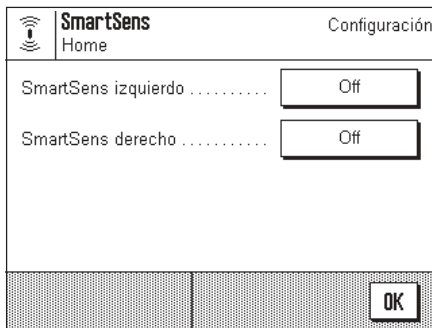 SmartSens
Configuración
Home
SmartSens izquierdo .......... Off
SmartSens derecho ........... Off
OK